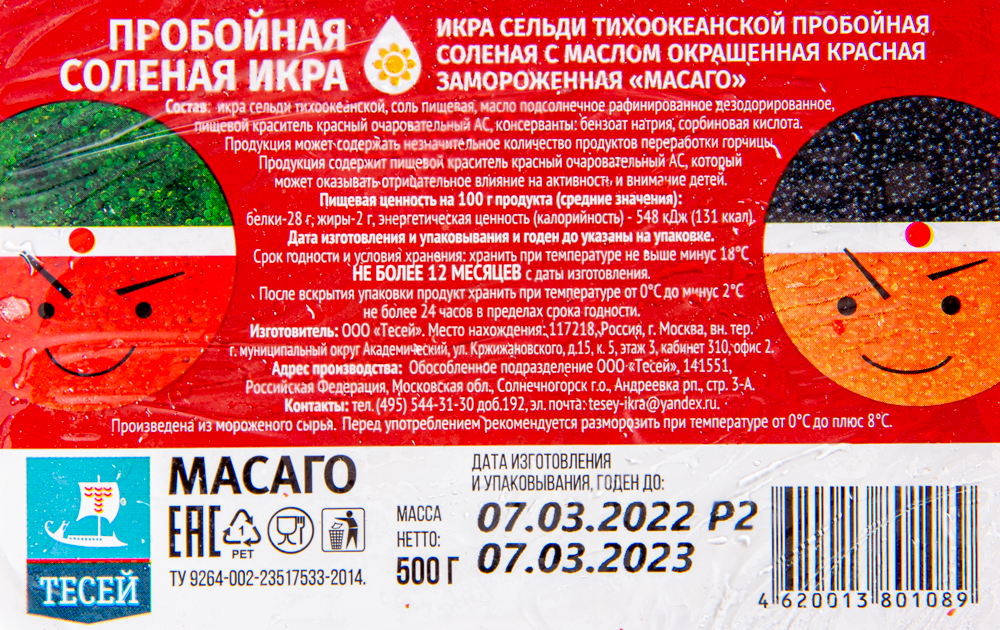 ПРОБОЙНАЯ
СОЛЕНАЯ ИКРА
ИКРА СЕЛЬДИ ТИХООКЕАНСКОЙ ПРОБОЙНАЯ
СОЛЕНАЯ С МАСЛОМ ОКРАШЕННАЯ КРАСНАЯ
ЗАМОРОЖЕННАЯ «МАСАГО»
Состав: икра сельди тихоокеанской, соль пищевая, масло подсолнечное рафинированное дезодорированное,
пищевой краситель красный очаровательный АС, консерванты: бензоат натрия, сорбиновая кислота.
Продукция может содержать незначительное количество продуктов переработки горчицы.
Продукция содержит пищевой краситель красный очаровательный АС, который
может оказывать отрицательное влияние на активность и внимание детей.
Пищевая ценность на 100 г продукта (средние значения):
белки-28 г; жиры-2 г, энергетическая ценность (калорийность) - 548 кДж (131 ккал).
Дата изготовления и упаковывания и годен до указаны на упаковке.
Срок годности и условия хранения: хранить при температуре не выше минус 18°С
НЕ БОЛЕЕ 12 МЕСЯЦЕВ с даты изготовления.
После вскрытия упаковки продукт хранить при температуре от 0°С до минус 2°С
не более 24 часов в пределах срока годности.
Изготовитель: ООО «Тесей». Место нахождения: 117218, Россия, г. Москва, вн. тер.
г. муниципальный округ Академический, ул. Кржижановского, д.15, к. 5, этаж 3, кабинет 310, офис 2.
Адрес производства: Обособленное подразделение ООО «Тесей», 141551,
Российская Федерация, Московская обл., Солнечногорск г.о., Андреевка рп., стр. 3-А.
Контакты: тел. (495) 544-31-30 доб.192, эл. почта: tesey-ikra@yandex.ru.
Произведена из мороженого сырья. Перед употреблением рекомендуется разморозить при температуре от 0°С до плюс 8°С.
ТЕСЕЙ
МАСАГО
ЕАС
PET
ТУ 9264-002-23517533-2014.
МАССА
НЕТТО:
500 Г
ДАТА ИЗГОТОВЛЕНИЯ
И УПАКОВЫВАНИЯ, ГОДЕН ДО:
07.03.2022 Р2
07.03.2023
4 620013 801089